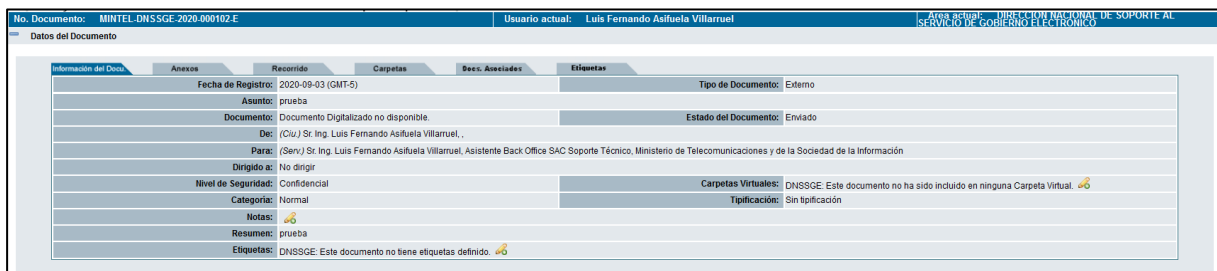 No. Documento: MINTEL-DNSSGE-2020-000102-E Usuario actual: Luis Fernando Asifuela Villarruel Área actual: DIRECCIÓN NACIONAL DE SOPORTE AL SERVICIO DE GOBIERNO ELECTRÓNICO
Datos del Documento
Información del Docu. Anexos Recorrido Carpetas Docs. Asociados Etiquetas
Fecha de Registro: 2020-09-03 (GMT-5) Tipo de Documento: Externo
Asunto: prueba
Documento: Documento Digitalizado no disponible. Estado del Documento: Enviado
De: (Ciu.) Sr. Ing. Luis Fernando Asifuela Villarruel, ,
Para: (Serv.) Sr. Ing. Luis Fernando Asifuela Villarruel, Asistente Back Office SAC Soporte Técnico, Ministerio de Telecomunicaciones y de la Sociedad de la Información
Dirigido a: No dirigir
Nivel de Seguridad: Confidencial Carpetas Virtuales: DNSSGE: Este documento no ha sido incluido en ninguna Carpeta Virtual.
Categoría: Normal Tipificación: Sin tipificación
Notas:
Resumen: prueba
Etiquetas: DNSSGE: Este documento no tiene etiquetas definido.